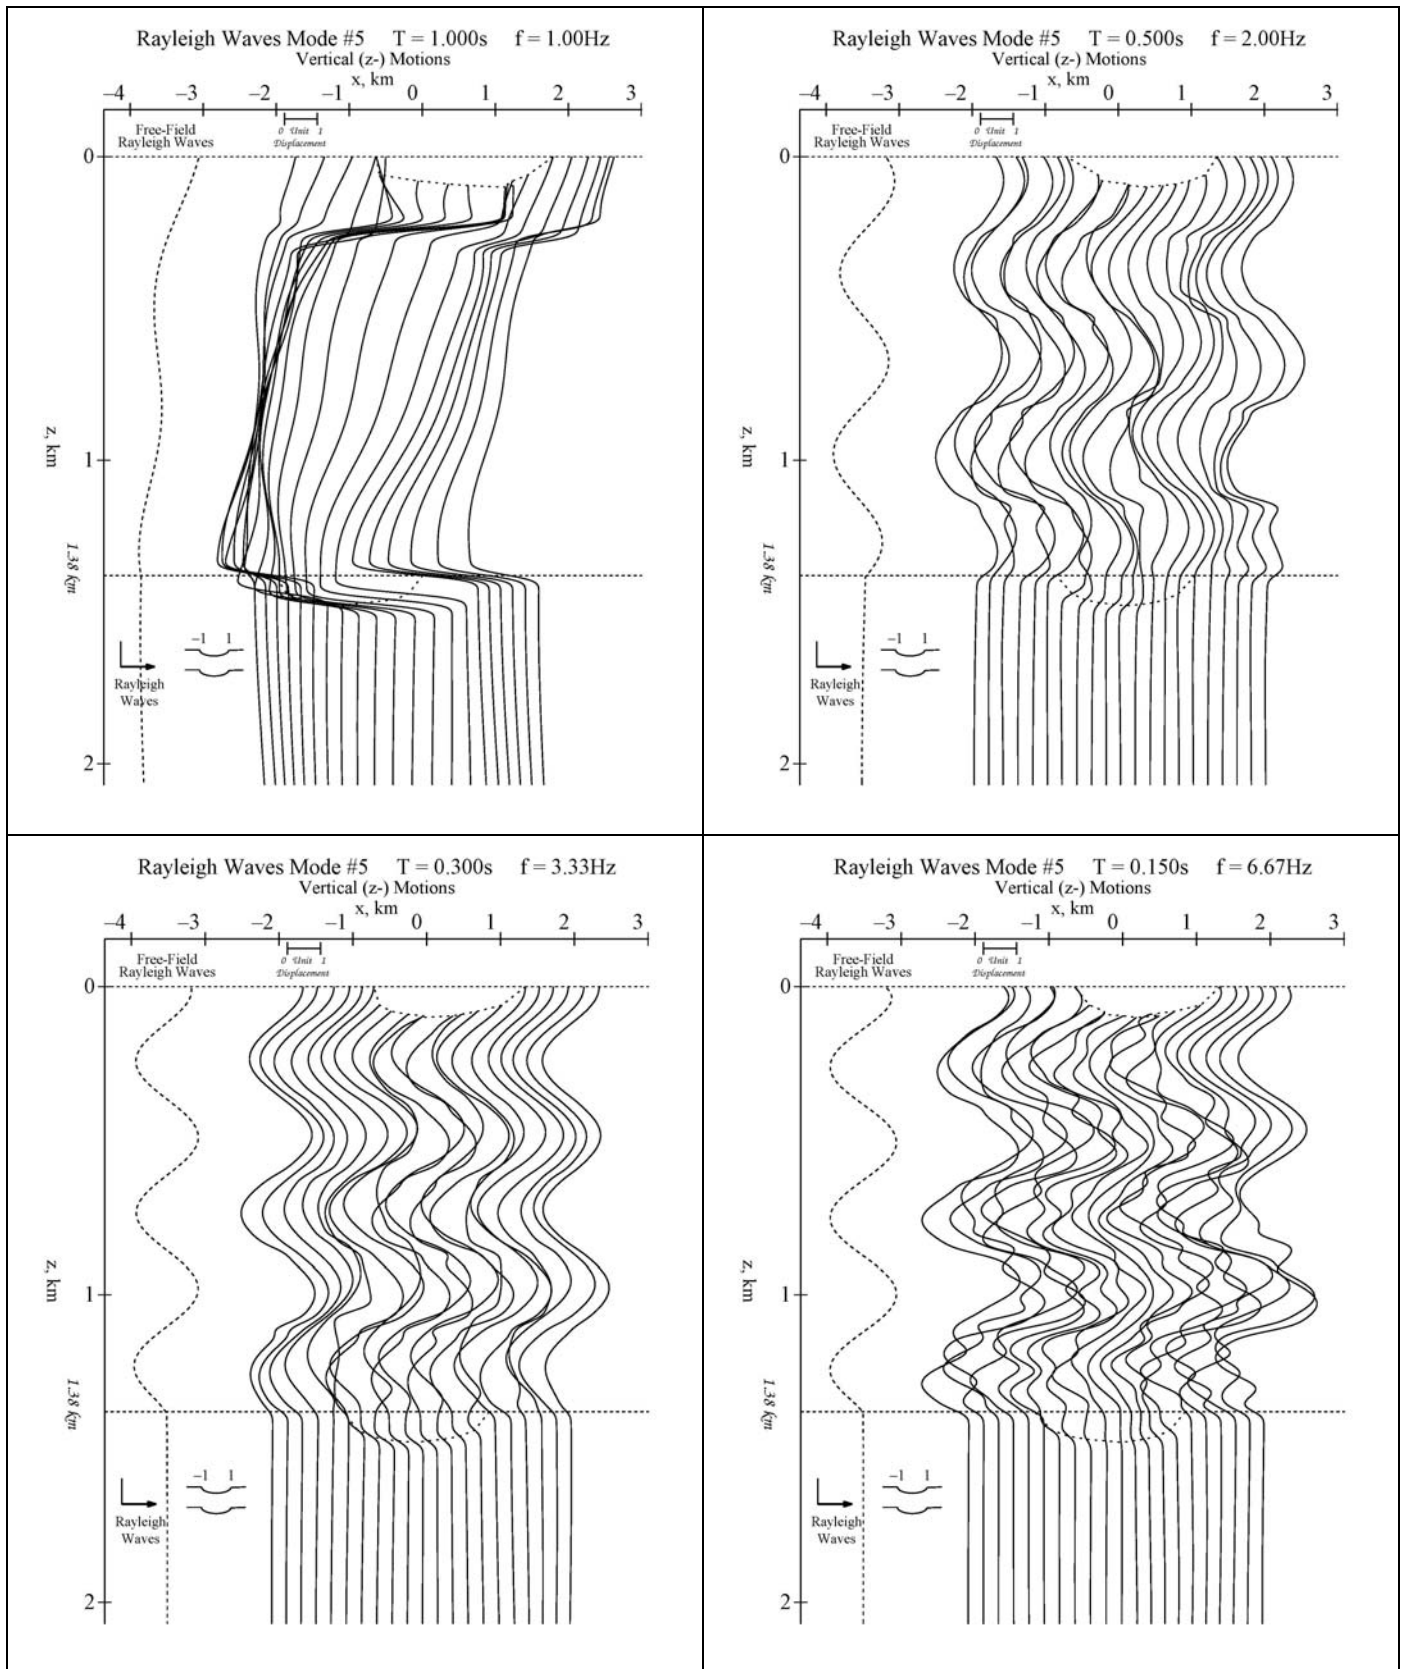 Rayleigh Waves Mode #5 T = 1.000s f = 1.00Hz
Vertical (z-) Motions
x, km
–4 –3 –2 –1 0 1 2 3
Free-Field
Rayleigh Waves
0 Unit 1
Displacement
0
z, km
1
1.38 km
–1 1
Rayleigh
Waves
2
Rayleigh Waves Mode #5 T = 0.500s f = 2.00Hz
Vertical (z-) Motions
x, km
–4 –3 –2 –1 0 1 2 3
Free-Field
Rayleigh Waves
0 Unit 1
Displacement
0
z, km
1
1.38 km
–1 1
Rayleigh
Waves
2
Rayleigh Waves Mode #5 T = 0.300s f = 3.33Hz
Vertical (z-) Motions
x, km
–4 –3 –2 –1 0 1 2 3
Free-Field
Rayleigh Waves
0 Unit 1
Displacement
0
z, km
1
1.38 km
–1 1
Rayleigh
Waves
2
Rayleigh Waves Mode #5 T = 0.150s f = 6.67Hz
Vertical (z-) Motions
x, km
–4 –3 –2 –1 0 1 2 3
Free-Field
Rayleigh Waves
0 Unit 1
Displacement
0
z, km
1
1.38 km
–1 1
Rayleigh
Waves
2